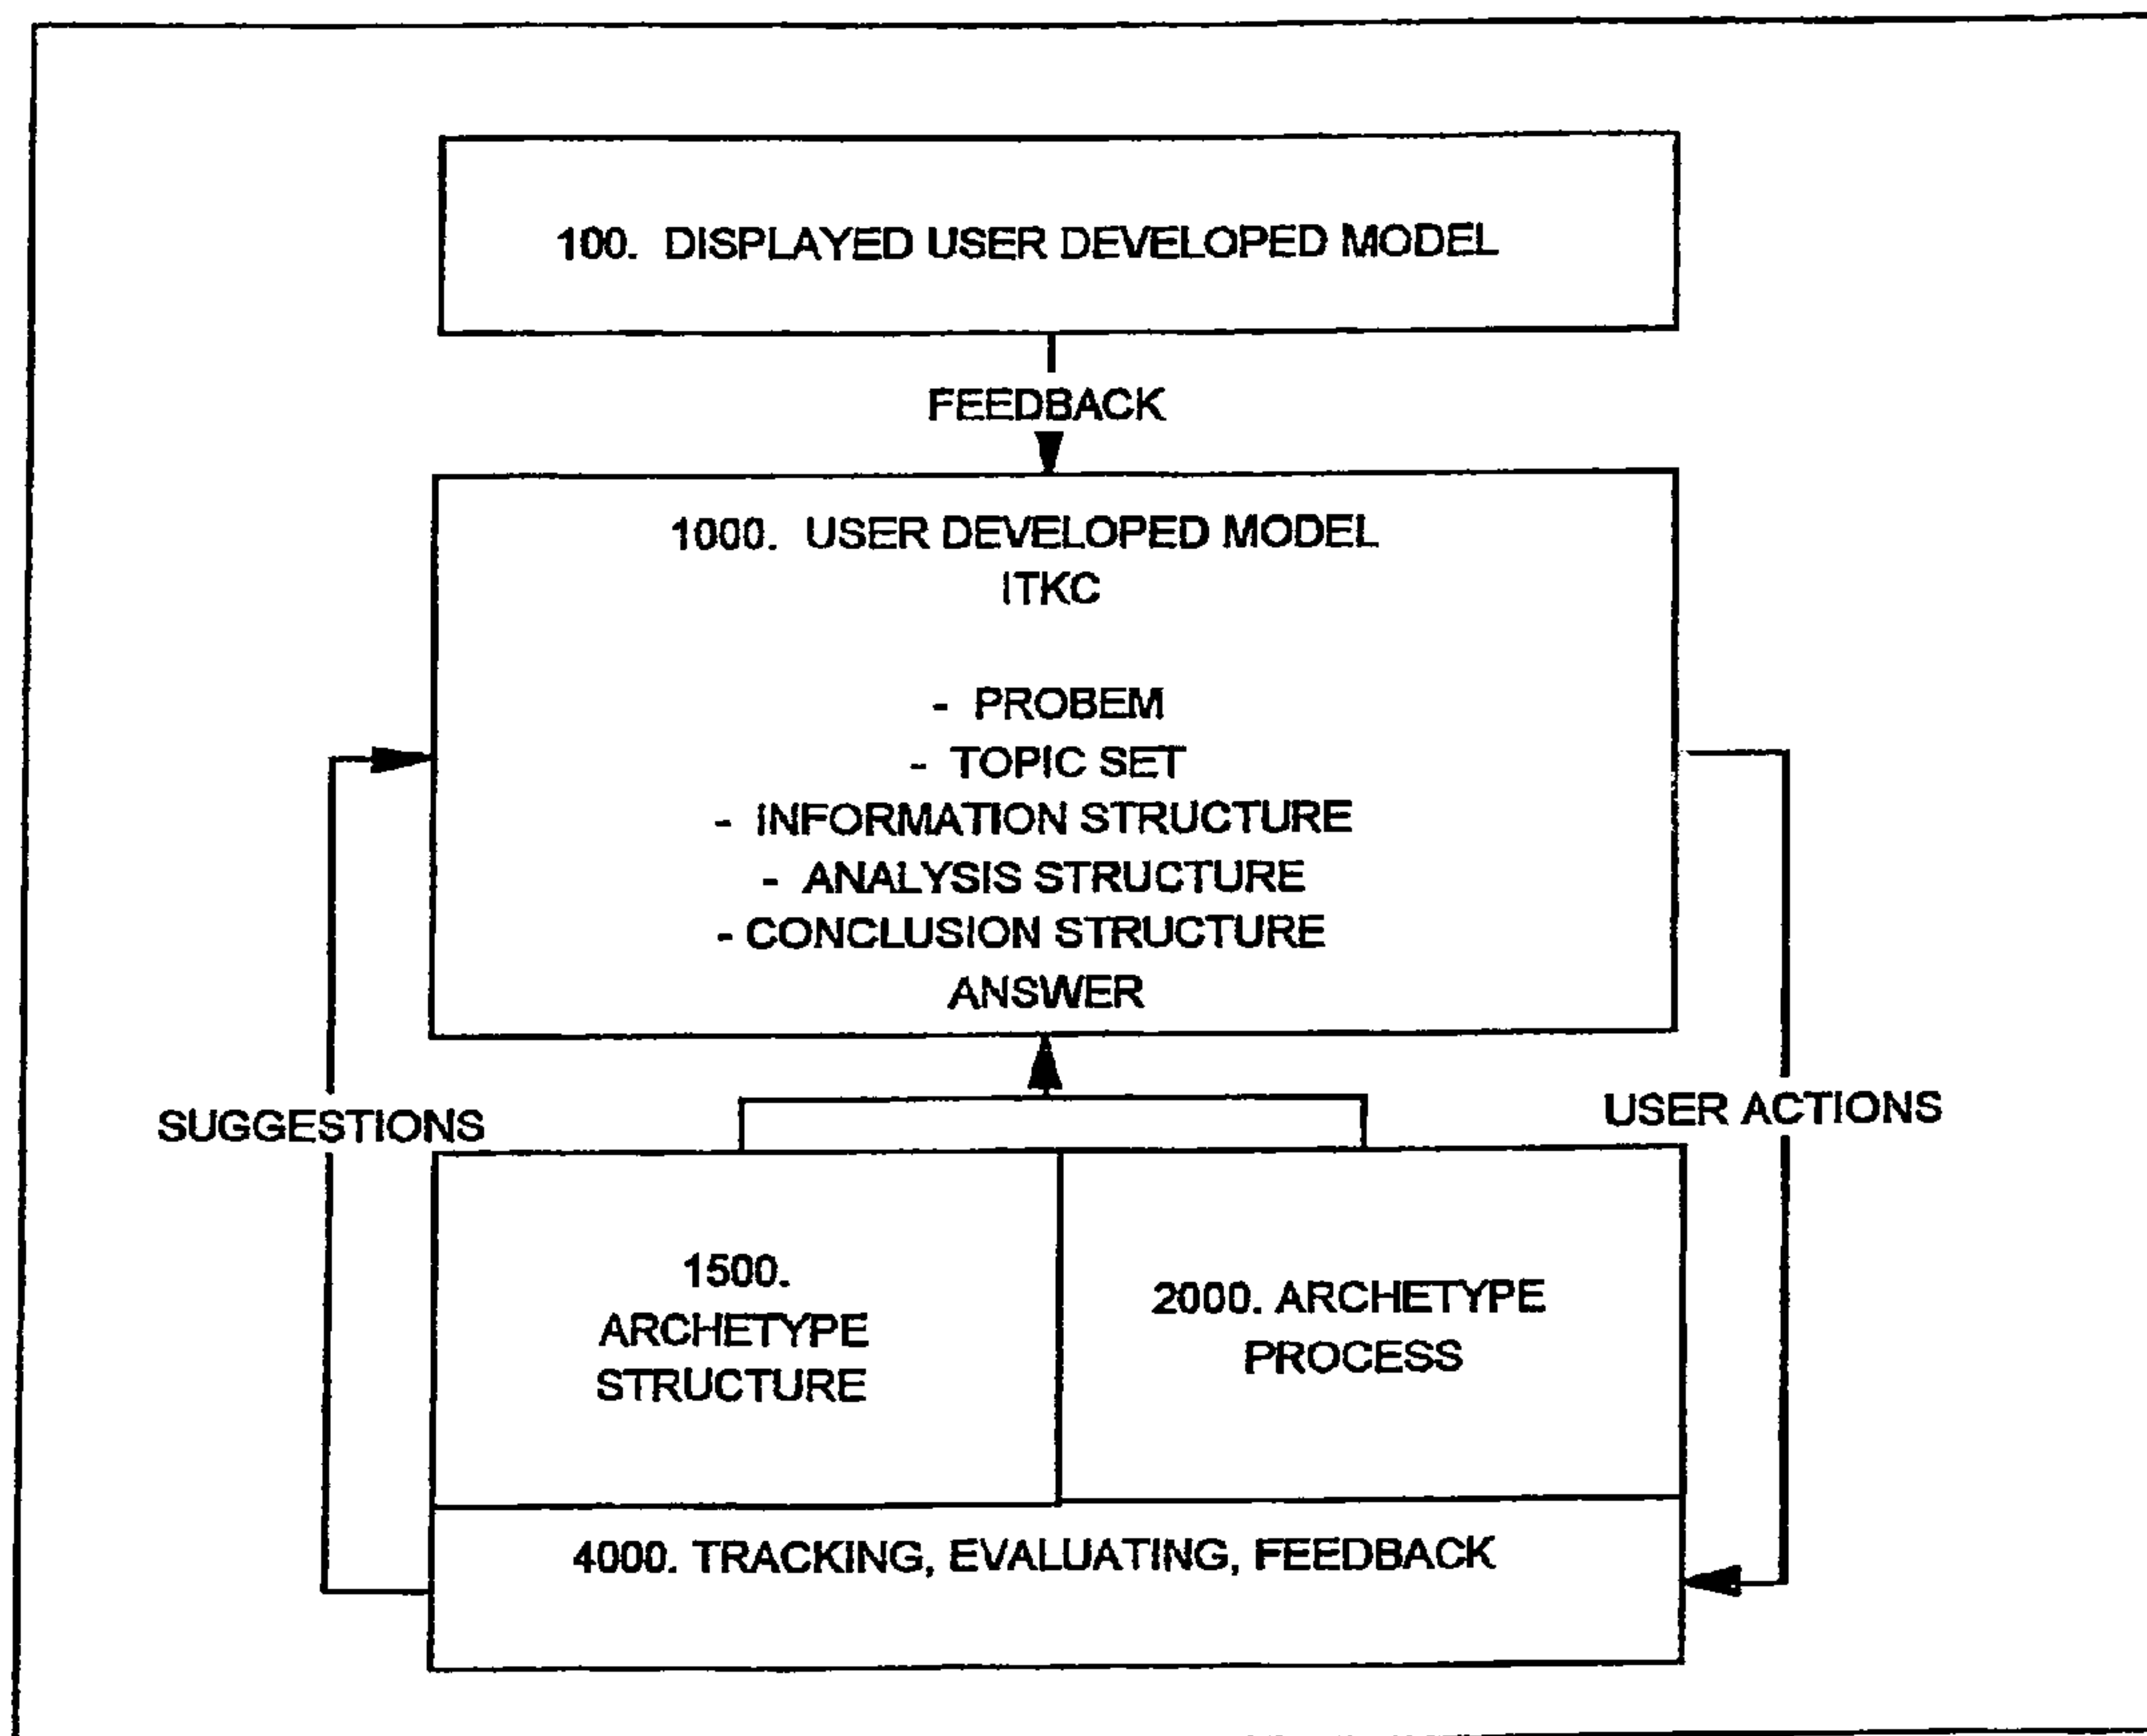 100. DISPLAYED USER DEVELOPED MODEL
FEEDBACK
1000. USER DEVELOPED MODEL
ITKC
- PROBEM
- TOPIC SET
- INFORMATION STRUCTURE
- ANALYSIS STRUCTURE
- CONCLUSION STRUCTURE
ANSWER
SUGGESTIONS
USER ACTIONS
1500.
ARCHETYPE
STRUCTURE
2000. ARCHETYPE
PROCESS
4000. TRACKING, EVALUATING, FEEDBACK